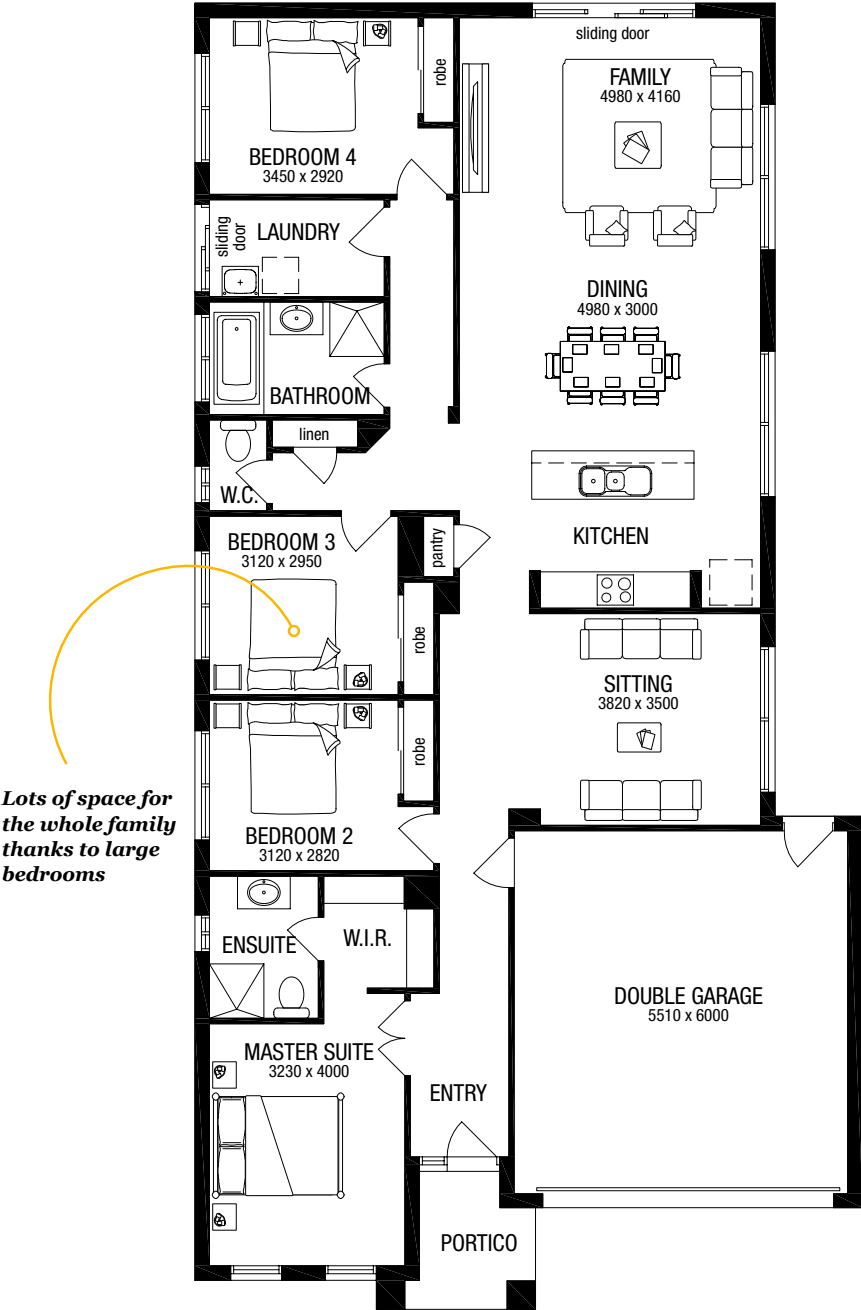 sliding door
FAMILY
4980 x 4160
robe
BEDROOM 4
3450 x 2920
sliding
door
LAUNDRY
DINING
4980 x 3000
BATHROOM
linen
W.C.
KITCHEN
pantry
BEDROOM 3
3120 x 2950
robe
SITTING
3820 x 3500
robe
Lots of space for
the whole family
thanks to large
bedrooms
BEDROOM 2
3120 x 2820
ENSUITE
W.I.R.
DOUBLE GARAGE
5510 x 6000
MASTER SUITE
3230 x 4000
ENTRY
PORTICO